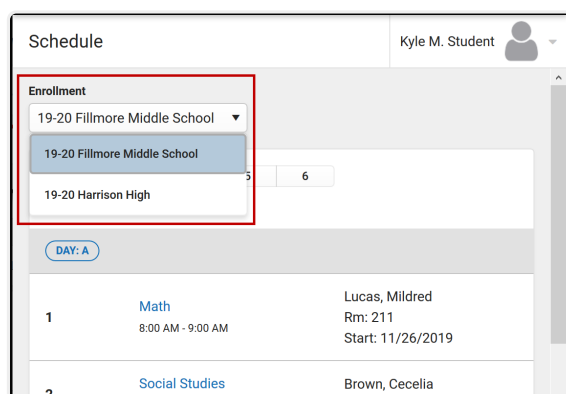 Schedule
Kyle M. Student
Enrollment
19-20 Fillmore Middle School
19-20 Fillmore Middle School
19-20 Harrison High
5 6
DAY: A
1
Math
8:00 AM - 9:00 AM
Lucas, Mildred
Rm: 211
Start: 11/26/2019
2
Social Studies
Brown, Cecelia